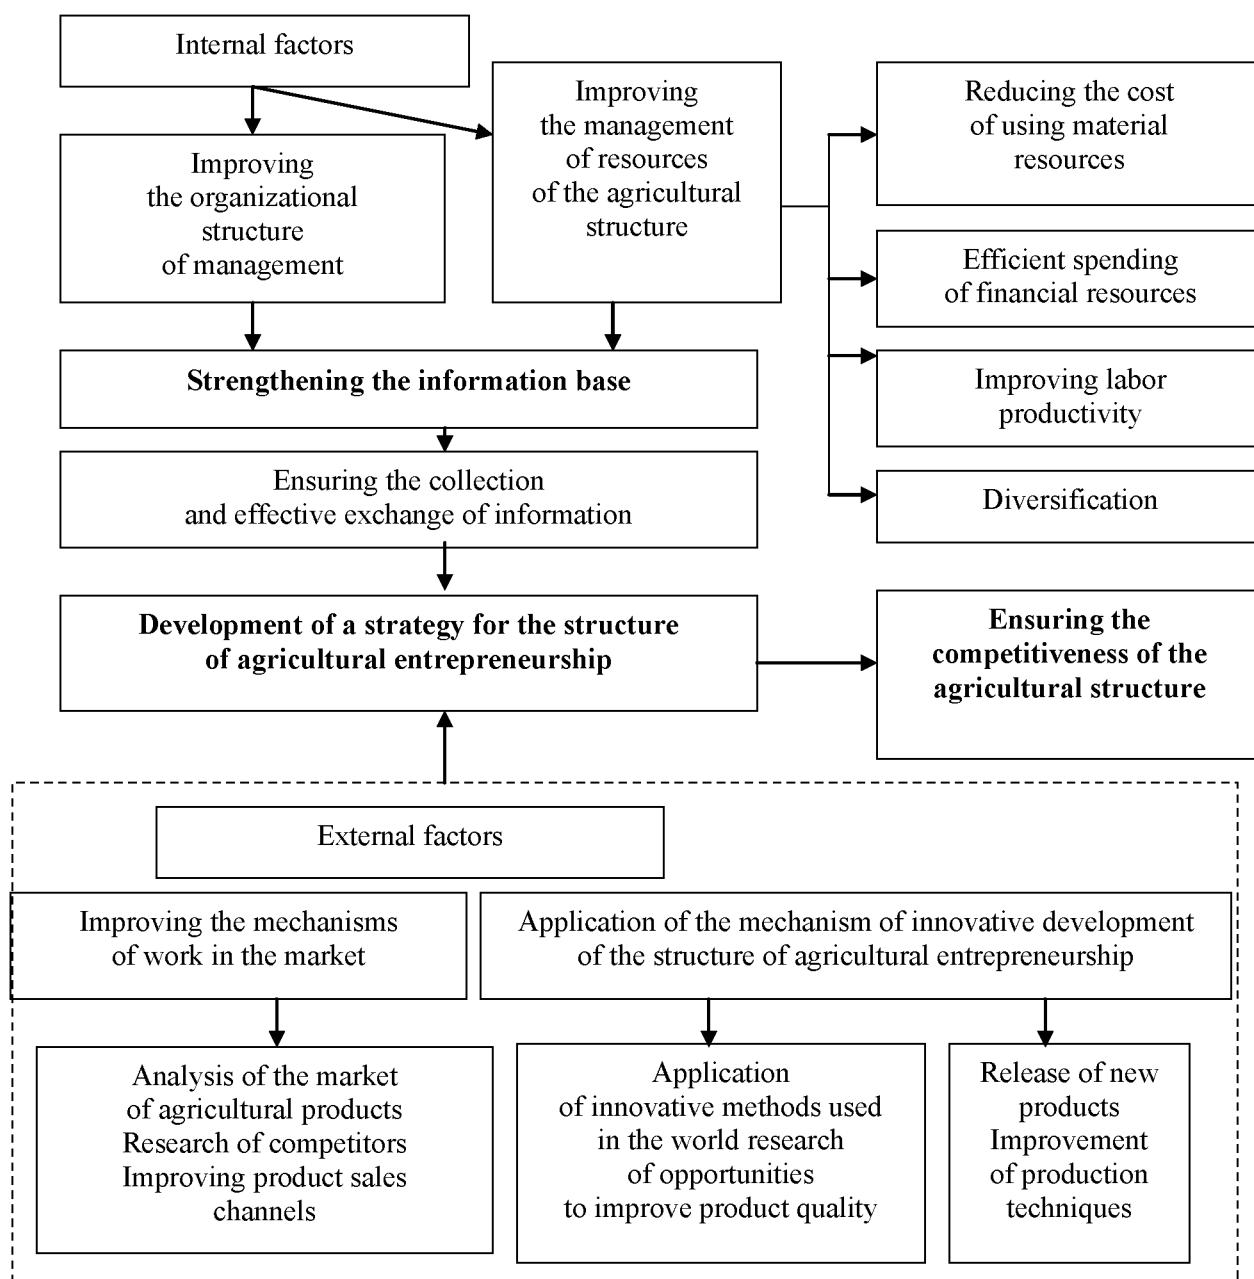 Internal factors
Improving
the organizational
structure
of management
Improving
the management
of resources
of the agricultural
structure
Reducing the cost
of using material
resources
Efficient spending
of financial resources
Improving labor
productivity
Diversification
Strengthening the information base
Ensuring the collection
and effective exchange of information
Development of a strategy for the structure
of agricultural entrepreneurship
Ensuring the
competitiveness of the
agricultural structure
External factors
Improving the mechanisms
of work in the market
Application of the mechanism of innovative development
of the structure of agricultural entrepreneurship
Analysis of the market
of agricultural products
Research of competitors
Improving product sales
channels
Application
of innovative methods used
in the world research
of opportunities
to improve product quality
Release of new
products
Improvement
of production
techniques